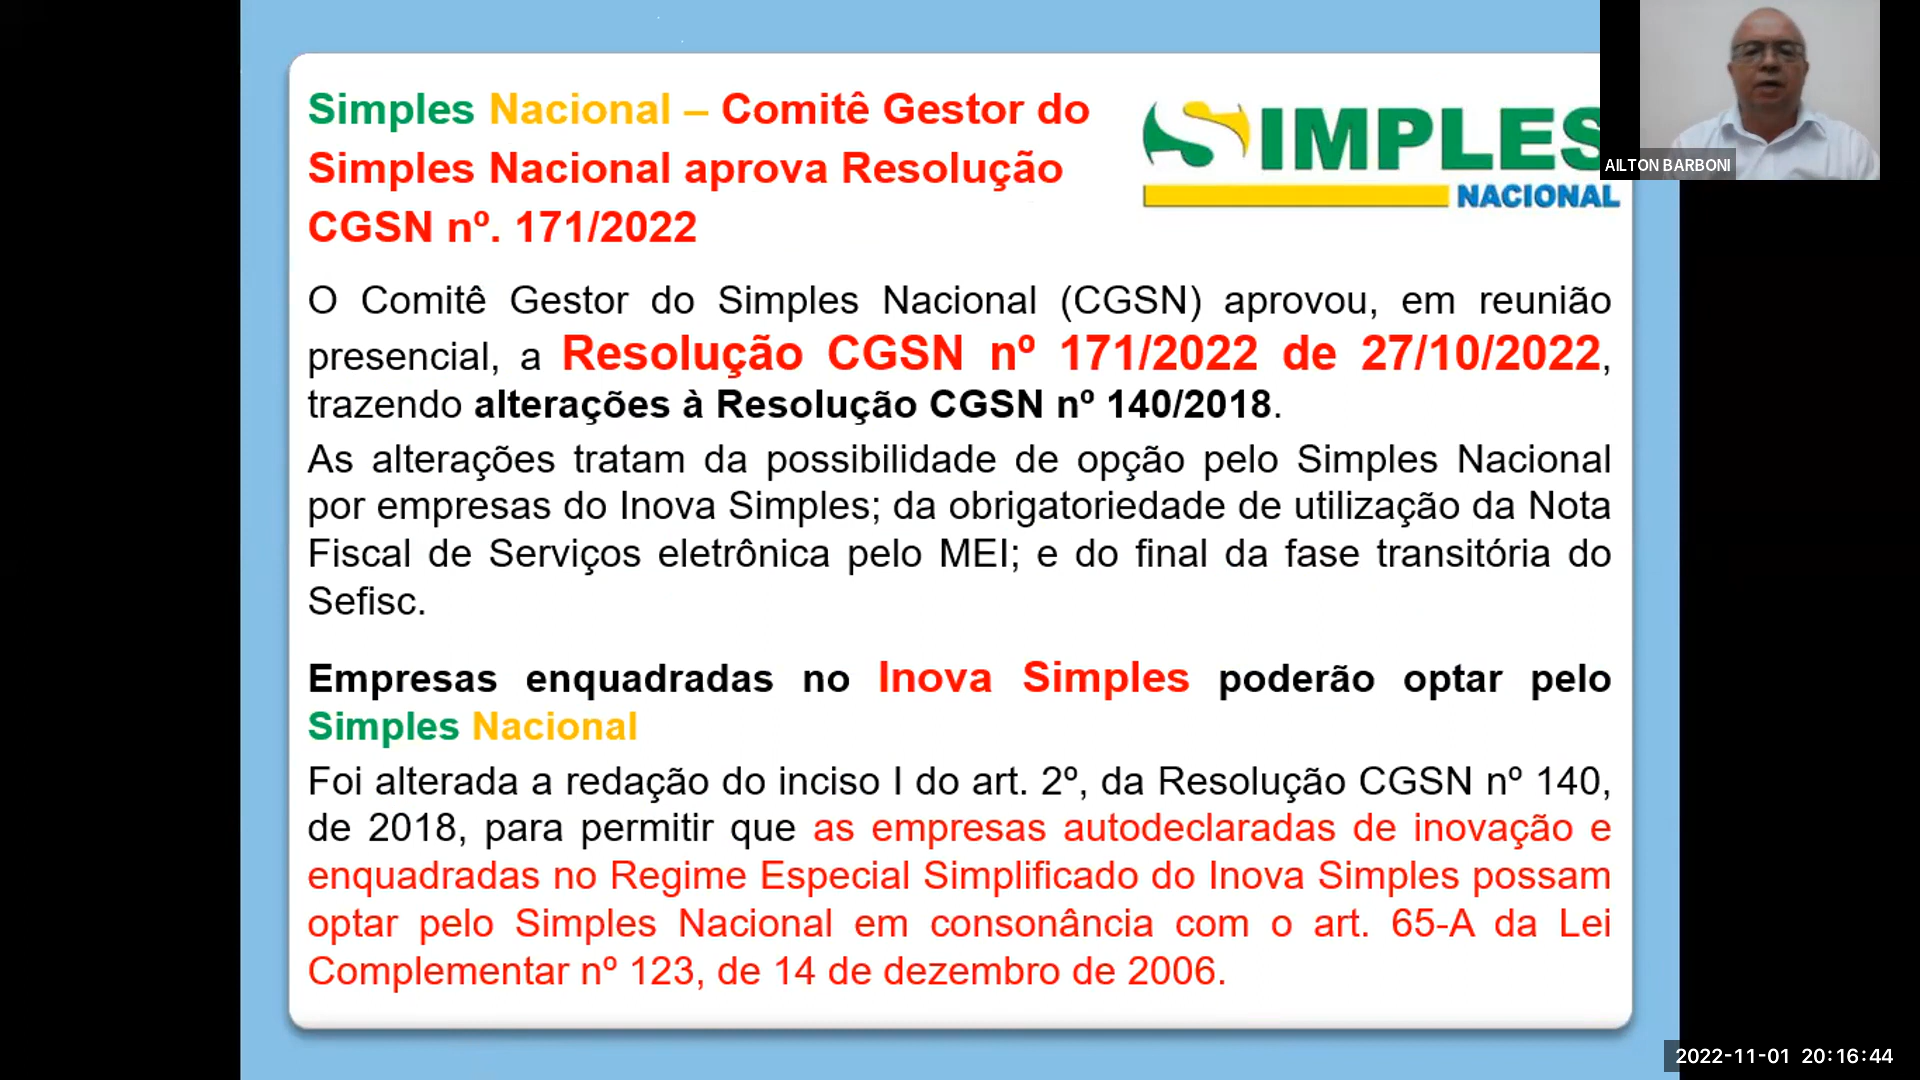 Simples Nacional – Comitê Gestor do
Simples Nacional aprova Resolução
CGSN nº. 171/2022
SIMPLES
NACIONAL
AILTON BARBONI
O Comitê Gestor do Simples Nacional (CGSN) aprovou, em reunião
presencial, a Resolução CGSN nº 171/2022 de 27/10/2022,
trazendo alterações à Resolução CGSN nº 140/2018.
As alterações tratam da possibilidade de opção pelo Simples Nacional
por empresas do Inova Simples; da obrigatoriedade de utilização da Nota
Fiscal de Serviços eletrônica pelo MEI; e do final da fase transitória do
Sefisc.
Empresas enquadradas no Inova Simples poderão optar pelo
Simples Nacional
Foi alterada a redação do inciso I do art. 2º, da Resolução CGSN nº 140,
de 2018, para permitir que as empresas autodeclaradas de inovação e
enquadradas no Regime Especial Simplificado do Inova Simples possam
optar pelo Simples Nacional em consonância com o art. 65-A da Lei
Complementar nº 123, de 14 de dezembro de 2006.
2022-11-01 20:16:44